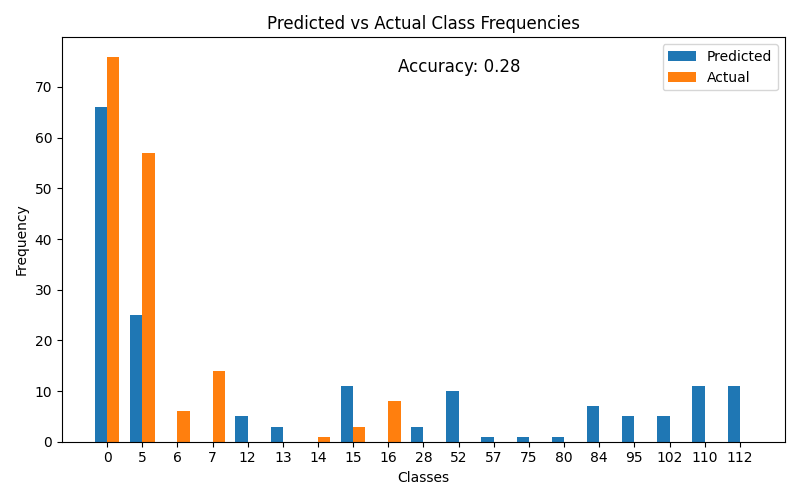 Predicted vs Actual Class Frequencies
Accuracy: 0.28
Predicted
Actual
Frequency
70
60
50
40
30
20
10
0
0 5 6 7 12 13 14 15 16 28 52 57 75 80 84 95 102 110 112
Classes